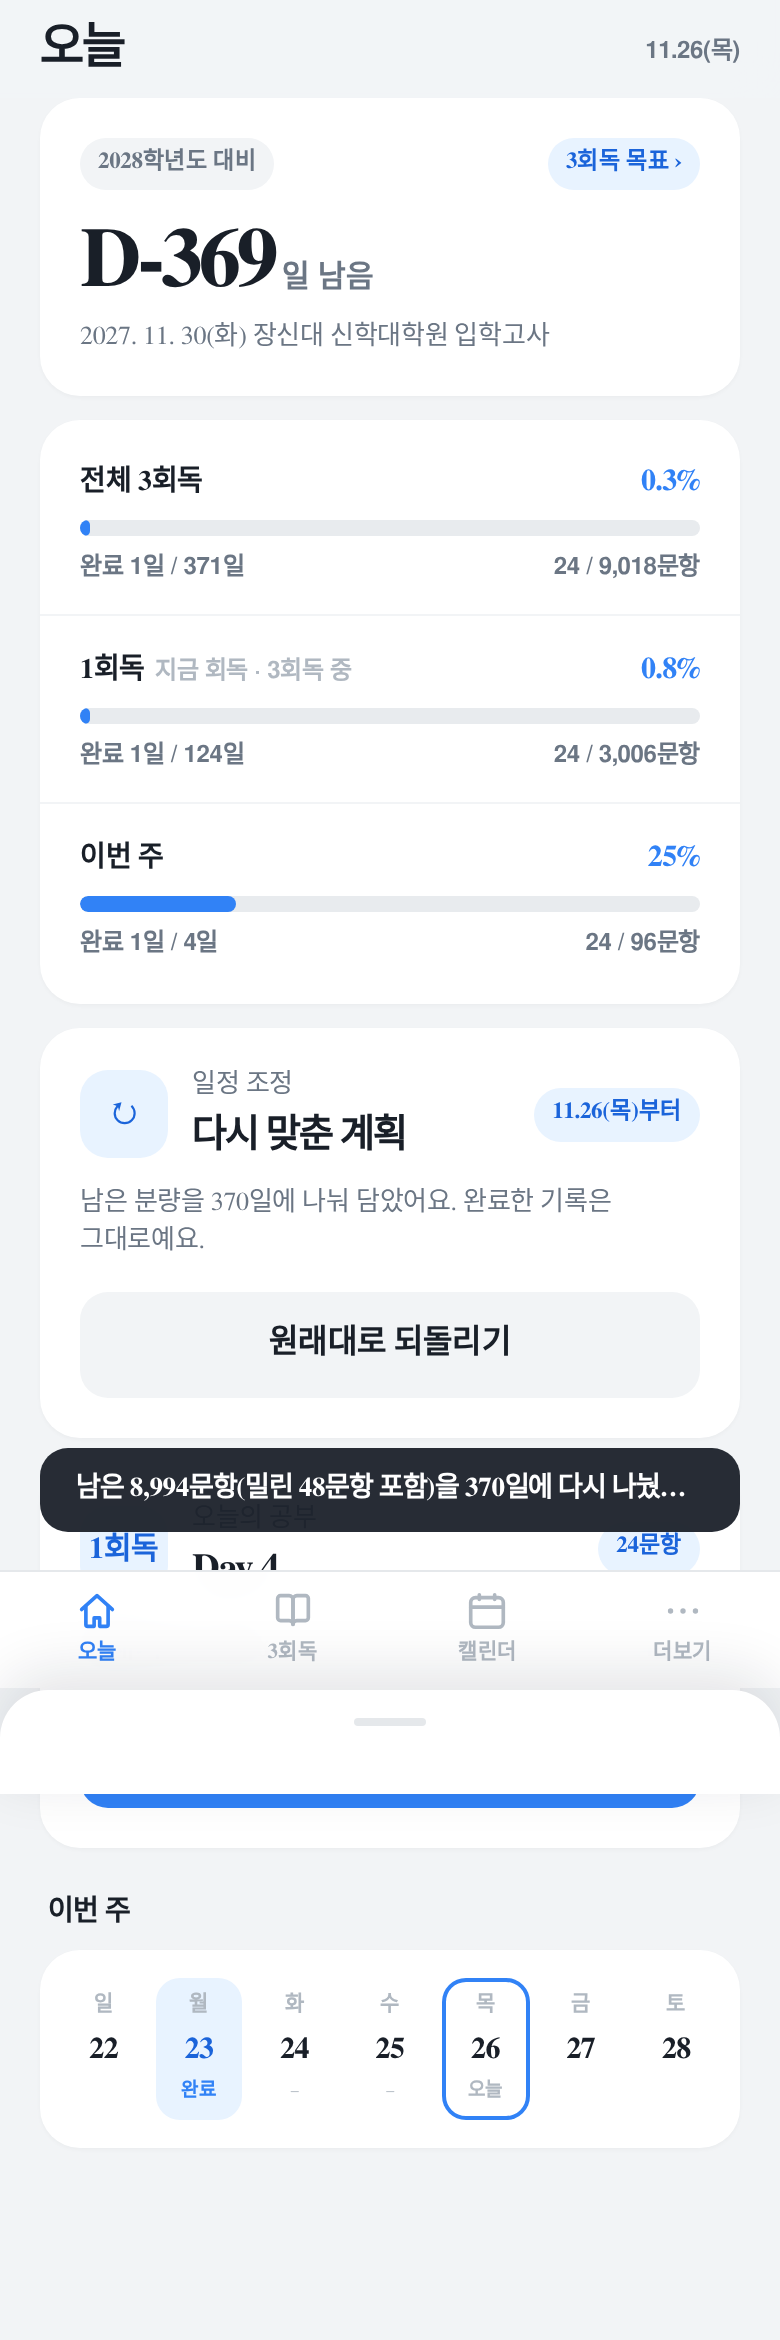 오늘
11.26(목)
2028학년도 대비
3회독 목표 ›
D-369 일 남음
2027. 11. 30(화) 장신대 신학대학원 입학고사
전체 3회독
0.3%
완료 1일 / 371일
24 / 9,018문항
1회독 지금 회독 · 3회독 중
0.8%
완료 1일 / 124일
24 / 3,006문항
이번 주
25%
완료 1일 / 4일
24 / 96문항
일정 조정
다시 맞춘 계획
11.26(목)부터
남은 분량을 370일에 나눠 담았어요. 완료한 기록은
그대로예요.
원래대로 되돌리기
남은 8,994문항(밀린 48문항 포함)을 370일에 다시 나눴...
오늘의 공부
1회독
Day 4
24문항
오늘
3회독
캘린더
더보기
이번 주
일 월 화 수 목 금 토
22 23 24 25 26 27 28
완료 – – 오늘